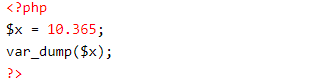 <?php
$x = 10.365;
var_dump($x);
?>